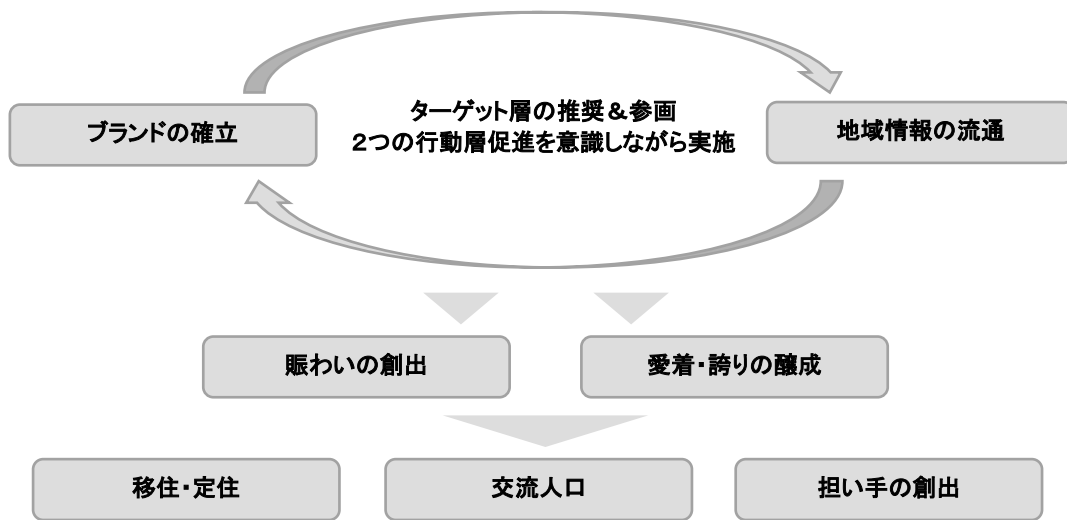 ターゲット層の推奨&参画
ブランドの確立
2つの行動層促進を意識しながら実施
地域情報の流通
賑わいの創出
愛着・誇りの醸成
移住・定住
交流人口
担い手の創出